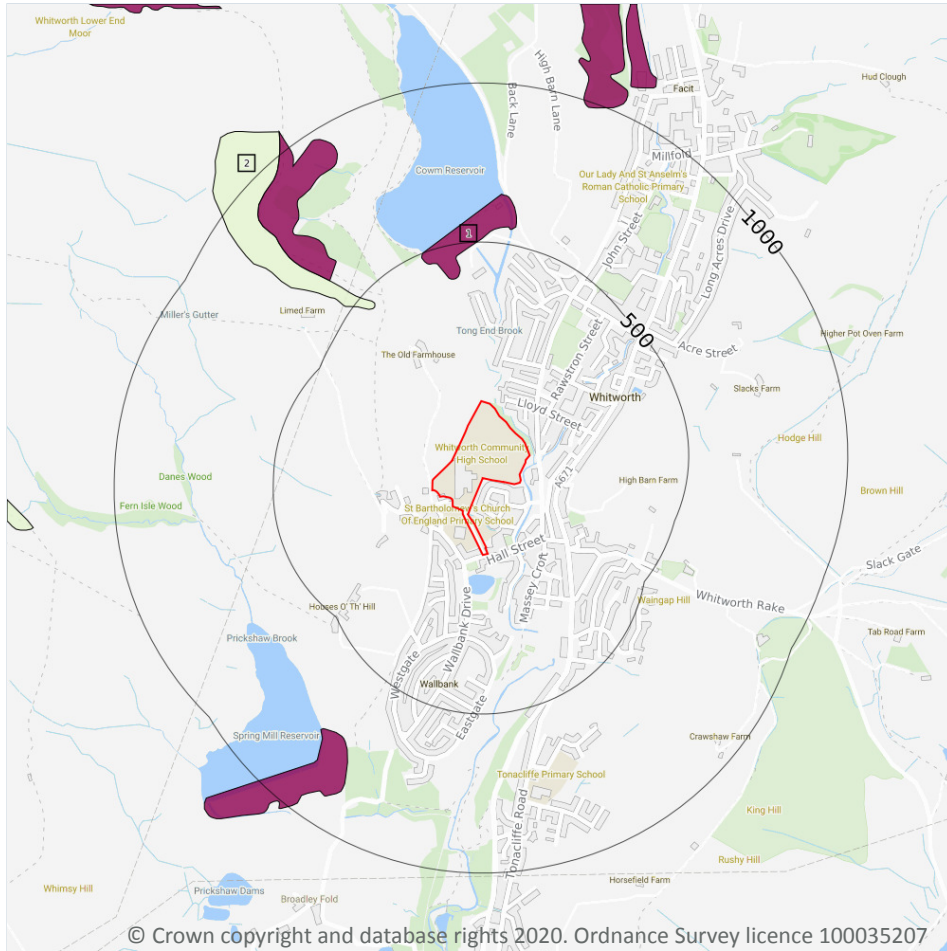 Whitworth Lower End
Moor
Back Lane
High Barn Lane
Hud Clough
Facit
2
Millfold
Cowm Reservoir
Our Lady And St Anselm's
Roman Catholic Primary
School
1000
1
John Street
Long Acres Drive
Miller's Gutter
Limed Farm
500
Tong End Brook
Higher Pot Oven Farm
Acre Street
The Old Farmhouse
Rawstron Street
Slacks Farm
Whitworth
Lloyd Street
Whitworth Community
High School
Hodge Hill
Danes Wood
A671
High Barn Farm
Brown Hill
Fern Isle Wood
St Bartholomew's Church
Of England Primary School
Hall Street
Slack Gate
Massey Croft
Whitworth Rake
Houses O' Th' Hill
Waingap Hill
Wallbank Drive
Prickshaw Brook
Tab Road Farm
Westgate
Wallbank
Eastgate
Spring Mill Reservoir
Crawshaw Farm
Tonacliffe Primary School
Tonacliffe Road
King Hill
Rushy Hill
Whimsy Hill
Prickshaw Dams
Horsefield Farm
Broadley Fold
© Crown copyright and database rights 2020. Ordnance Survey licence 100035207.